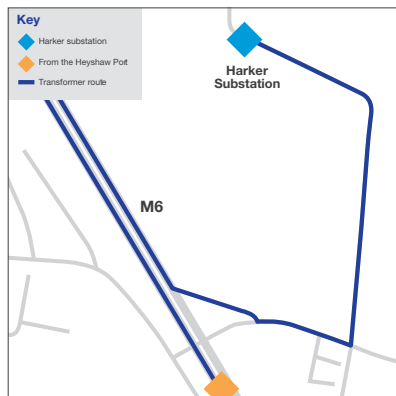 Key
Harker substation
From the Heyshaw Port
Transformer route
Harker
Substation
M6